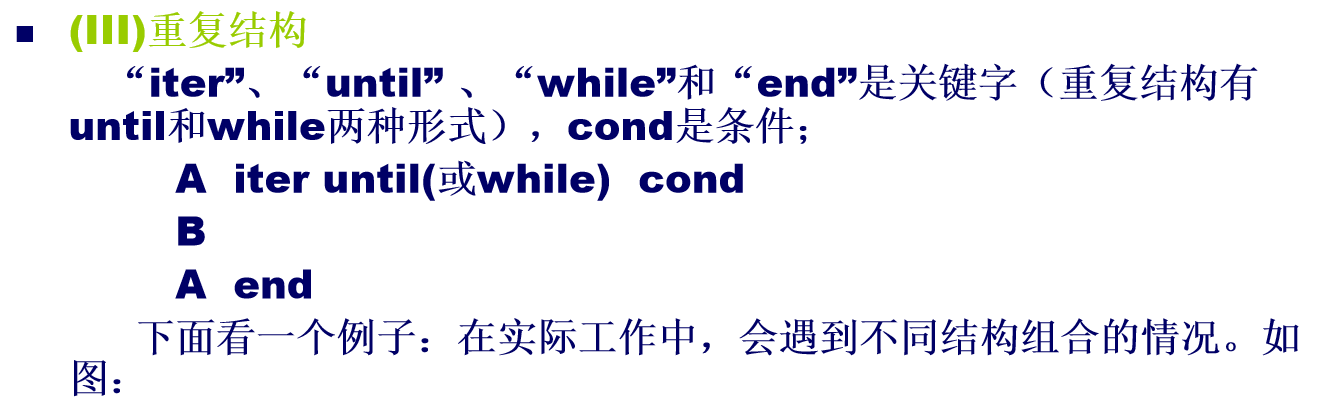 (III)重复结构
“iter”、“until” 、“while”和“end”是关键字（重复结构有
until和while两种形式），cond是条件；
A iter until(或while) cond
B
A end
下面看一个例子：在实际工作中，会遇到不同结构组合的情况。如
图：